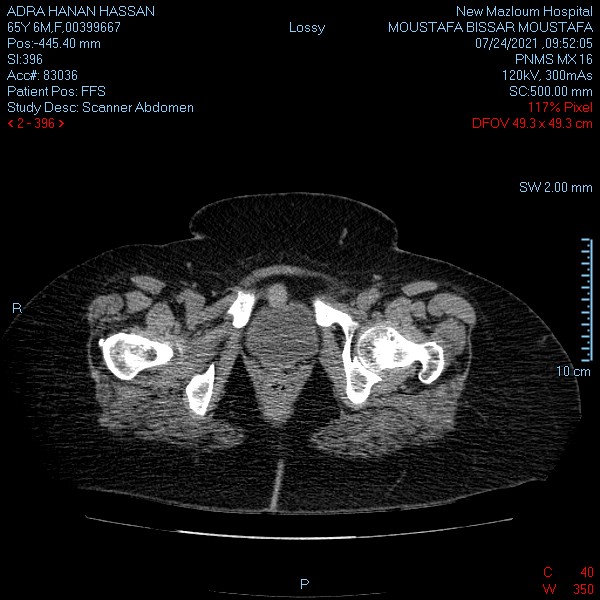 ADRA HANAN HASSAN
65Y 6M,F,00399667
Pos:-445.40 mm
SI:396
Acc#: 83036
Patient Pos: FFS
Study Desc: Scanner Abdomen
< 2 - 396 >
Lossy
New Mazloum Hospital
MOUSTAFA BISSAR MOUSTAFA
07/24/2021 ,09:52:05
PNMS MX 16
120kV, 300mAs
SC:500.00 mm
117% Pixel
DFOV 49.3 x 49.3 cm
SW 2.00 mm
R
10 cm
P
C 40
W 350